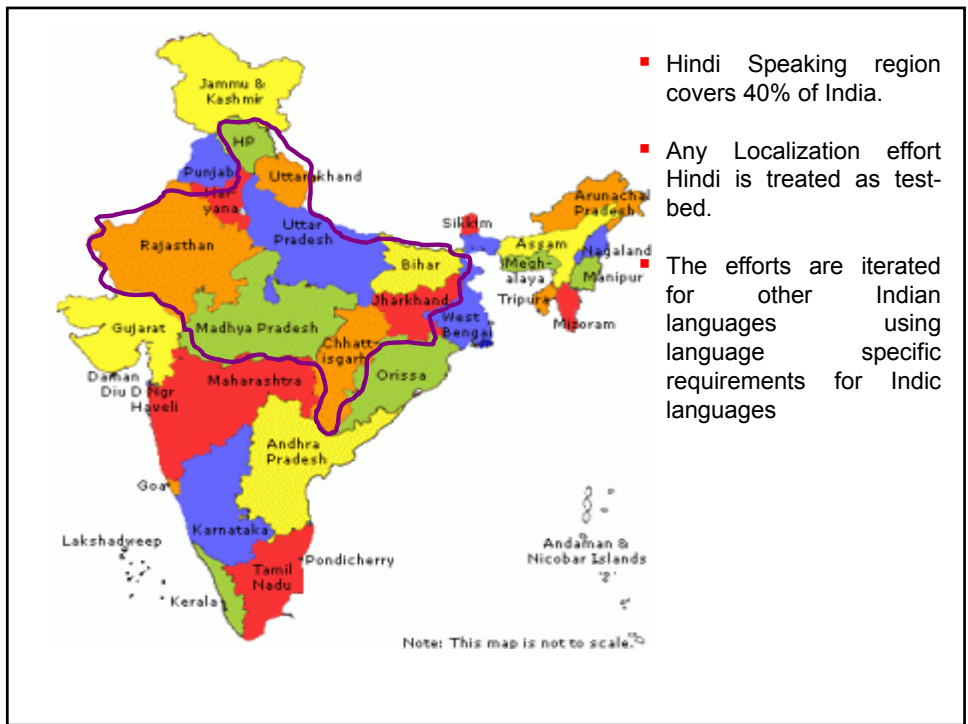 Jammu &
Kashmir
HP
Punjab
Uttarakhand
Har-
yana
Rajasthan
Uttar
Pradesh
Bihar
Sikkim
Arunachal
Pradesh
Assam
Nagaland
Megh-
alaya
Manipur
Tripura
Mizoram
Jharkhand
West
Bengal
Gujarat
Madhya Pradesh
Chhatt-
isgarh
Orissa
Daman
Diu D Ngr
Haveli
Maharashtra
Andhra
Pradesh
Goa
Karnataka
Lakshadweep
Pondicherry
Tamil
Nadu
Kerala
Andaman &
Nicobar Islands
Note: This map is not to scale.
▪ Hindi Speaking region
covers 40% of India.
▪ Any Localization effort
Hindi is treated as test-
bed.
▪ The efforts are iterated
for other Indian
languages using
language specific
requirements for Indic
languages